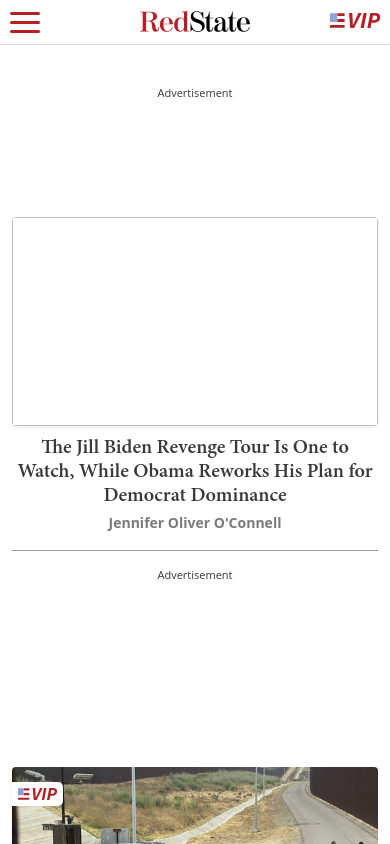 RedState
VIP
Advertisement
The Jill Biden Revenge Tour Is One to
Watch, While Obama Reworks His Plan for
Democrat Dominance
Jennifer Oliver O'Connell
Advertisement
VIP